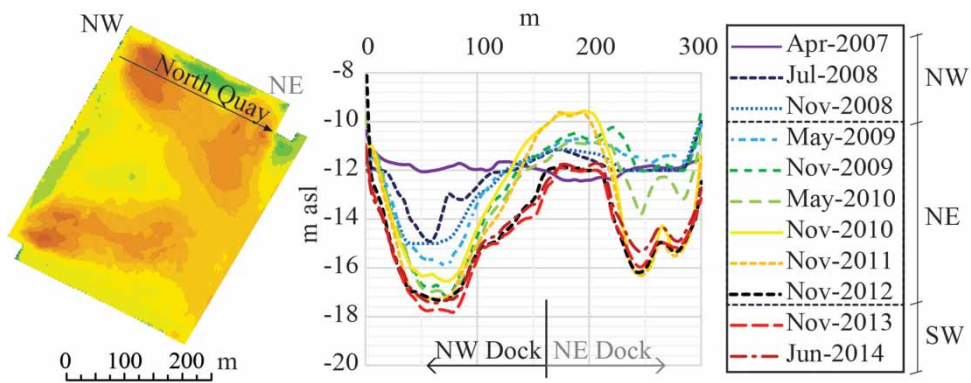 NW
North Quay
NE
0 100 200 m
m
0 100 200 300
-8
-10
-12
-14
-16
-18
-20
m asl
NW Dock NE Dock
Apr-2007
Jul-2008
Nov-2008
May-2009
Nov-2009
May-2010
Nov-2010
Nov-2011
Nov-2012
Nov-2013
Jun-2014
NW
NE
SW